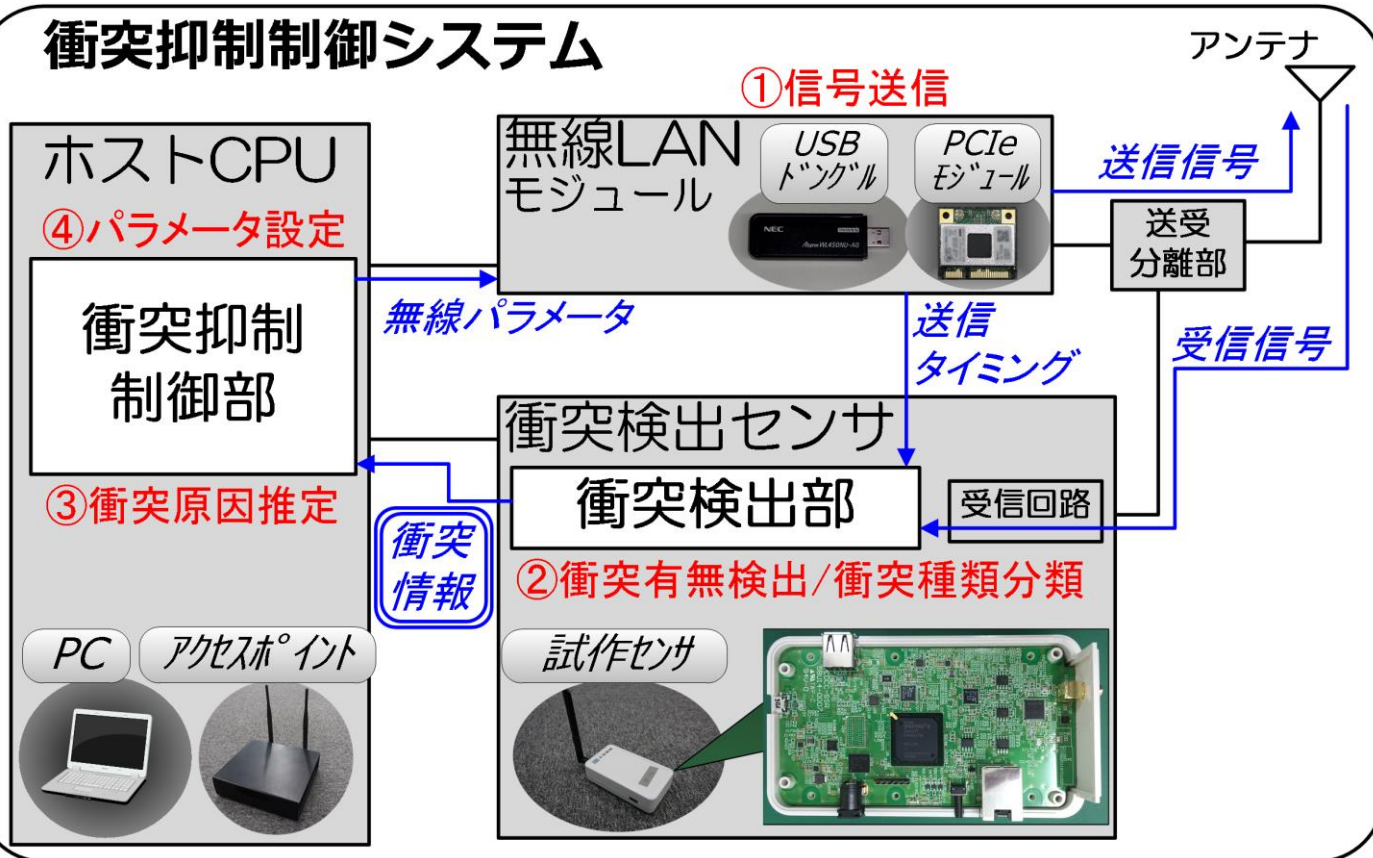 衝突抑制制御システム
アンテナ
①信号送信
ホストCPU
④パラメータ設定
衝突抑制
制御部
③衝突原因推定
無線LAN
モジュール
USB
ドングル
PCIe
モジュール
NEC
送信信号
送受
分離部
無線パラメータ
送信
タイミング
受信信号
衝突検出センサ
衝突検出部
受信回路
②衝突有無検出/衝突種類分類
衝突
情報
PC
アクセスポイント
試作センサ